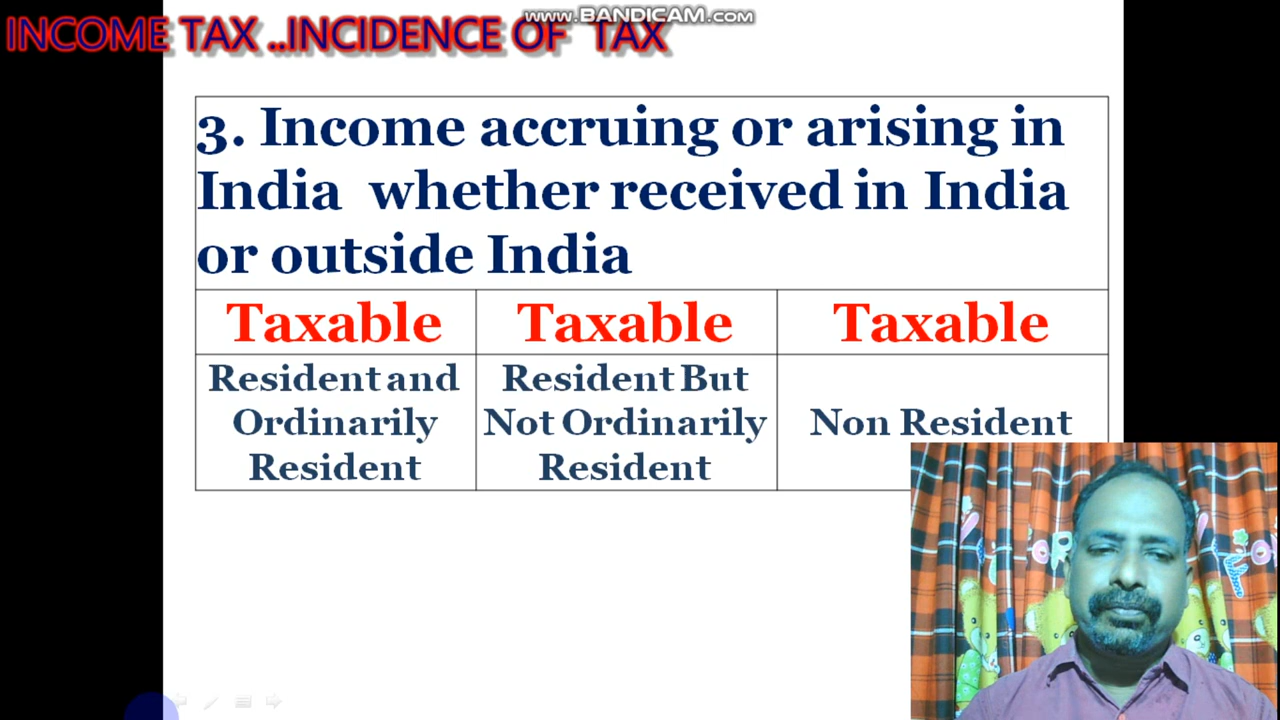 www.BANDICAM.com
INCOME TAX ..INCIDENCE OF TAX
3. Income accruing or arising in
India whether received in India
or outside India
Taxable Taxable Taxable
Resident and
Ordinarily
Resident
Resident But
Not Ordinarily
Resident
Non Resident